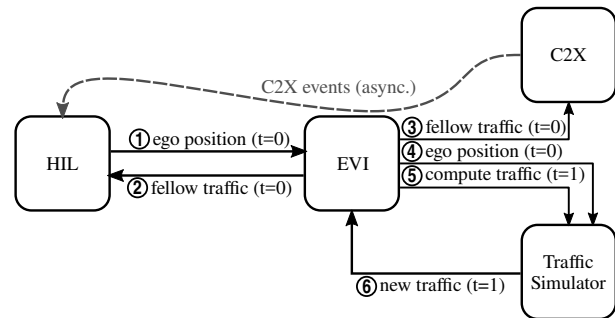 C2X
C2X events (async.)
HIL
① ego position (t=0)
② fellow traffic (t=0)
EVI
③ fellow traffic (t=0)
④ ego position (t=0)
⑤ compute traffic (t=1)
⑥ new traffic (t=1)
Traffic
Simulator